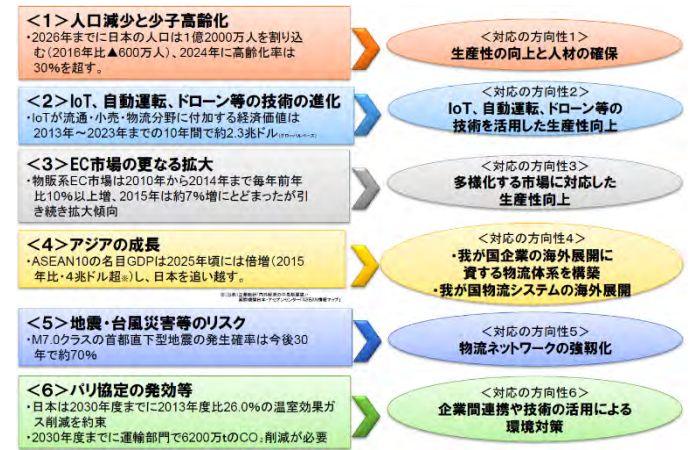 <1>人口減少と少子高齢化
・2026年までに日本の人口は1億2000万人を割り込
む(2016年比▲600万人)、2024年に高齢化率は
30%を超す。
<対応の方向性1>
生産性の向上と人材の確保
<2>IoT、自動運転、ドローン等の技術の進化
・IoTが流通・小売・物流分野に付加する経済価値は
2013年~2023年までの10年間で約2.3兆ドル(グローバルベース)
<対応の方向性2>
IoT、自動運転、ドローン等の
技術を活用した生産性向上
<3>EC市場の更なる拡大
・物販系EC市場は2010年から2014年まで毎年前年
比10%以上増、2015年は約7%増にとどまったが引
き続き拡大傾向
<対応の方向性3>
多様化する市場に対応した
生産性向上
<4>アジアの成長
・ASEAN10の名目GDPは2025年頃には倍増(2015
年比・4兆ドル超※)し、日本を追い越す。
<対応の方向性4>
・我が国企業の海外展開に
資する物流体系を構築
・我が国物流システムの海外展開
<5>地震・台風災害等のリスク
・M7.0クラスの首都直下型地震の発生確率は今後30
年で約70%
<対応の方向性5>
物流ネットワークの強靱化
<6>パリ協定の発効等
・日本は2030年度までに2013年度比26.0%の温室効果ガ
ス削減を約束
・2030年度までに運輸部門で6200万tのCO₂削減が必要
<対応の方向性6>
企業間連携や技術の活用による
環境対策